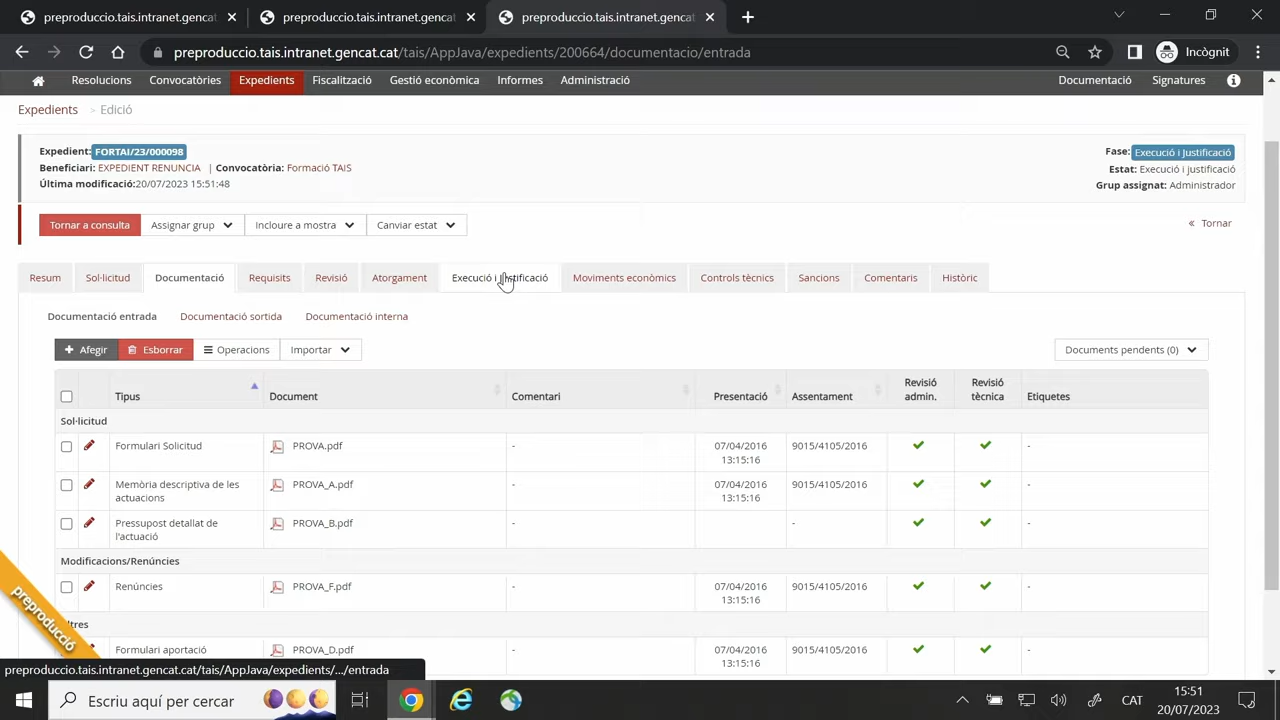 preproduccio.tais.intranet.gencat preproduccio.tais.intranet.gencat preproduccio.tais.intranet.gencat
preproduccio.tais.intranet.gencat.cat/tais/AppJava/expedients/200664/documentacio/entrada Incògnit
Resolucions Convocatòries Expedients Fiscalització Gestió econòmica Informes Administració Documentació Signatures
Expedients > Edició
Expedient: FORTAI/23/000098
Beneficiari: EXPEDIENT RENUNCIA | Convocatòria: Formació TAIS
Última modificació:20/07/2023 15:51:48
Fase: Execució i Justificació
Estat: Execució i justificació
Grup assignat: Administrador
Tornar a consulta Assignar grup Incloure a mostra Canviar estat « Tornar
Resum Sol·licitud Documentació Requisits Revisió Atorgament Execució i Justificació Moviments econòmics Controls tècnics Sancions Comentaris Històric
Documentació entrada Documentació sortida Documentació interna
+ Afegir Esborrar Operacions Importar Documents pendents (0)
Tipus Document Comentari Presentació Assentament Revisió admin. Revisió tècnica Etiquetes
Sol·licitud
Formulari Solicitud PROVA.pdf - 07/04/2016 13:15:16 9015/4105/2016 -
Memòria descriptiva de les actuacions PROVA_A.pdf - 07/04/2016 13:15:16 9015/4105/2016 -
Pressupost detallat de l'actuació PROVA_B.pdf - - -
Modificacions/Renúncies
Renúncies PROVA_F.pdf - 07/04/2016 13:15:16 9015/4105/2016 -
tres
Formulari aportació PROVA_D.pdf - 07/04/2016 13:15:16 9015/4105/2016 -
preproducció
preproduccio.tais.intranet.gencat.cat/tais/AppJava/expedients/.../entrada
Escriu aquí per cercar CAT 15:51
20/07/2023